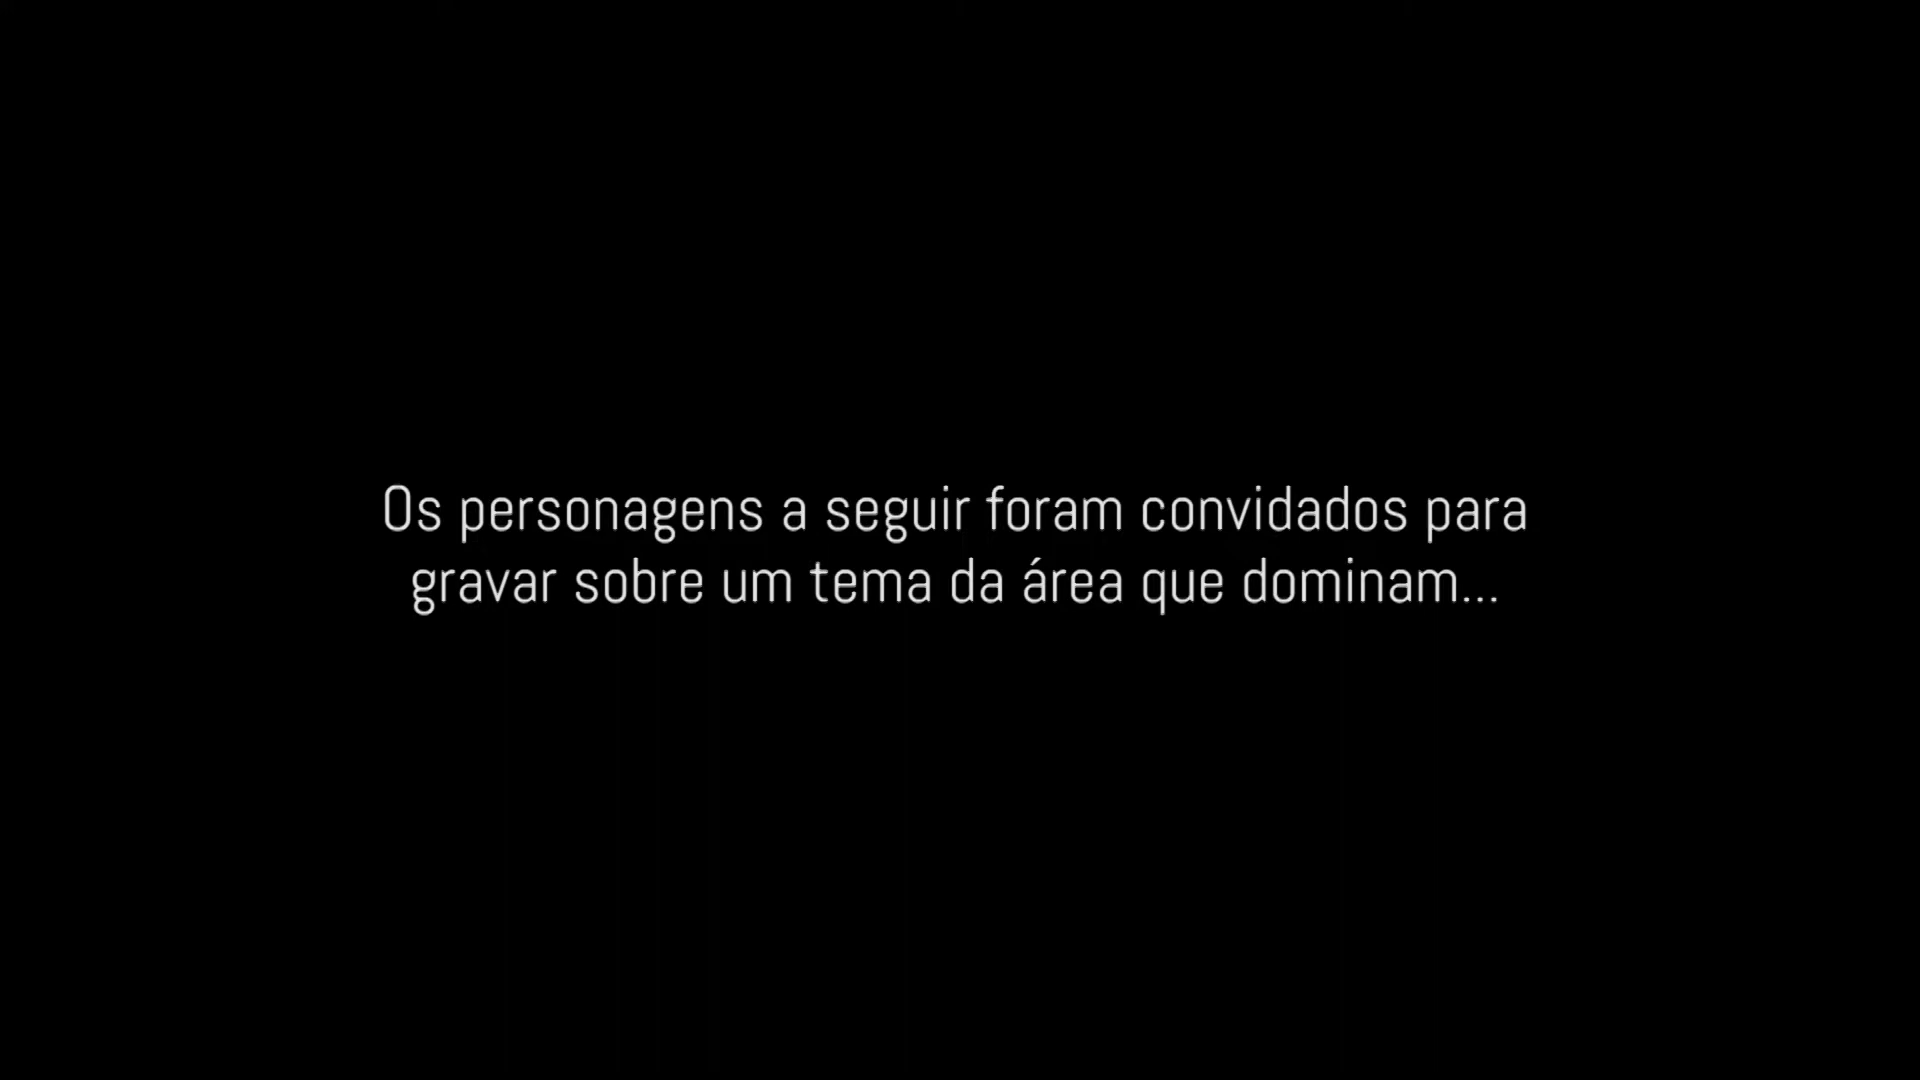 Os personagens a seguir foram convidados para
gravar sobre um tema da área que dominam...